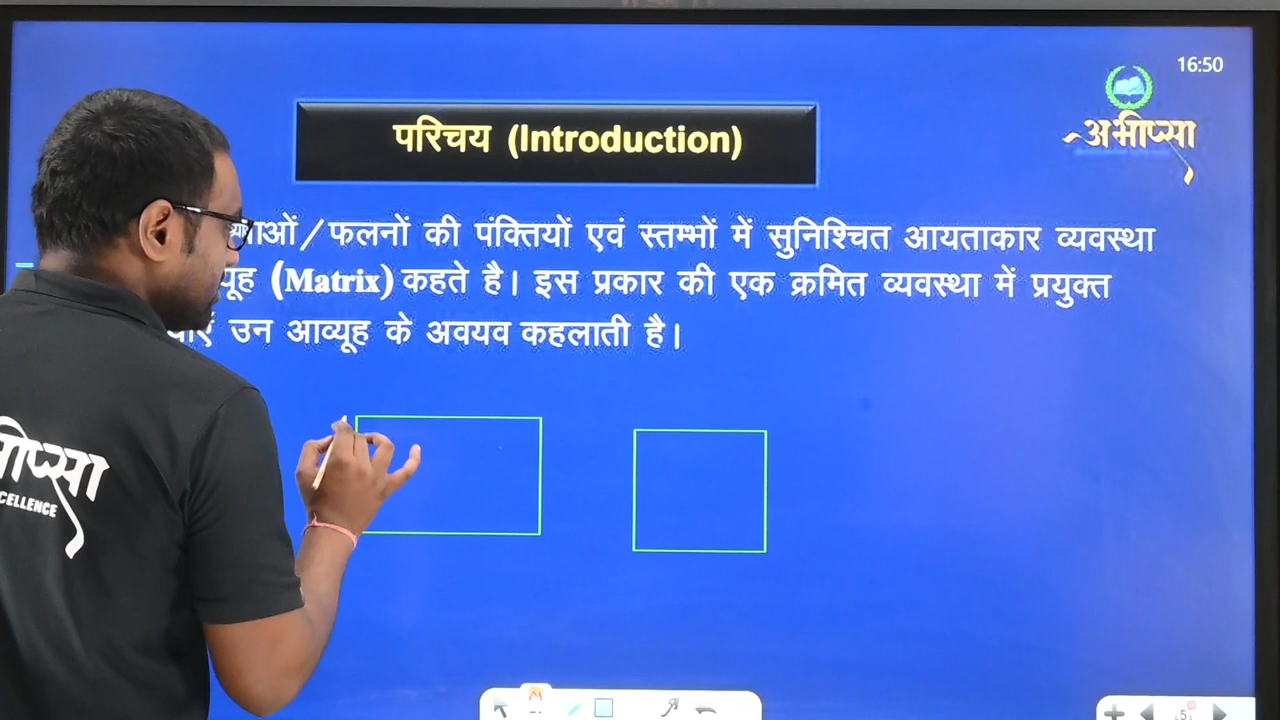 16:50
अभीप्सा
परिचय (Introduction)
/फलनों की पंक्तियों एवं स्तम्भों में सुनिश्चित आयताकार व्यवस्था
(Matrix) कहते है। इस प्रकार की एक क्रमित व्यवस्था में प्रयुक्त
उन आव्यूह के अवयव कहलाती है।